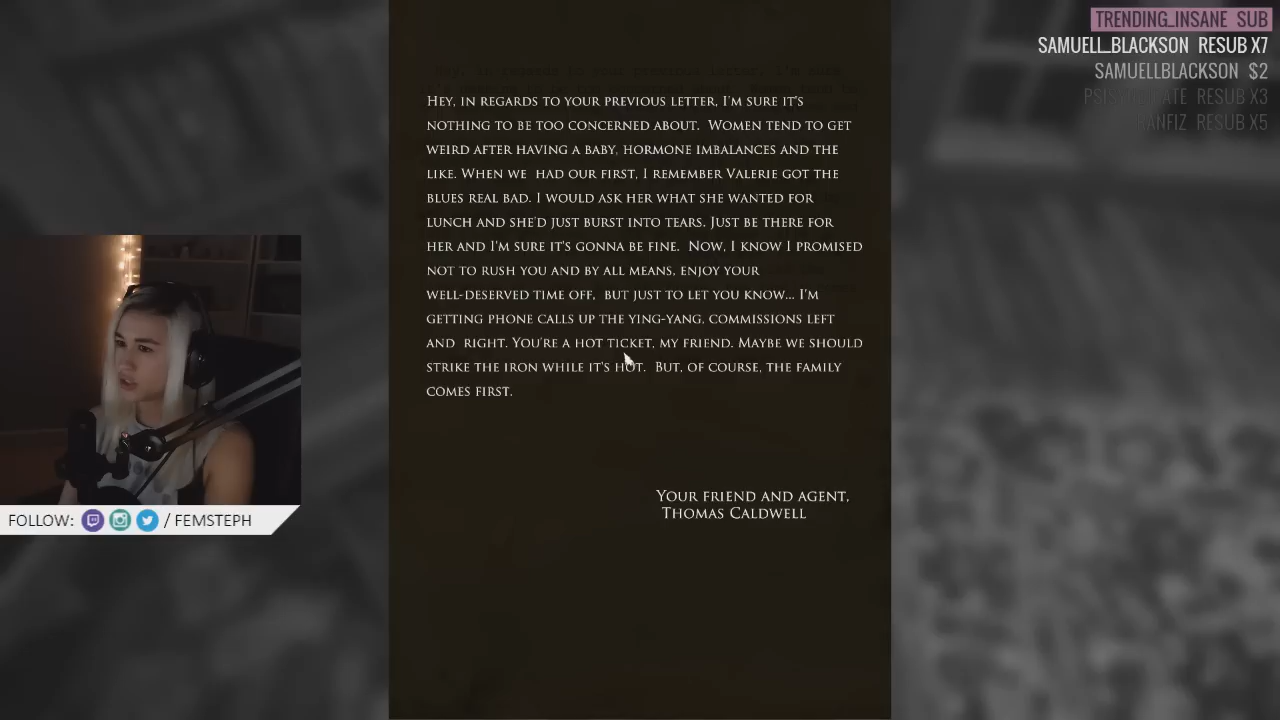 TRENDING_INSANE SUB
SAMUELL_BLACKSON RESUB X7
SAMUELLBLACKSON $2
RESUB X3
RESUB X5
HEY, IN REGARDS TO YOUR PREVIOUS LETTER, I'M SURE IT'S
NOTHING TO BE TOO CONCERNED ABOUT. WOMEN TEND TO GET
WEIRD AFTER HAVING A BABY, HORMONE IMBALANCES AND THE
LIKE. WHEN WE HAD OUR FIRST, I REMEMBER VALERIE GOT THE
BLUES REAL BAD. I WOULD ASK HER WHAT SHE WANTED FOR
LUNCH AND SHE'D JUST BURST INTO TEARS. JUST BE THERE FOR
HER AND I'M SURE IT'S GONNA BE FINE. NOW, I KNOW I PROMISED
NOT TO RUSH YOU AND BY ALL MEANS, ENJOY YOUR
WELL-DESERVED TIME OFF, BUT JUST TO LET YOU KNOW... I'M
GETTING PHONE CALLS UP THE YING-YANG, COMMISSIONS LEFT
AND RIGHT. YOU'RE A HOT TICKET, MY FRIEND. MAYBE WE SHOULD
STRIKE THE IRON WHILE IT'S HOT. BUT, OF COURSE, THE FAMILY
COMES FIRST.
YOUR FRIEND AND AGENT,
THOMAS CALDWELL
FOLLOW: / FEMSTEPH